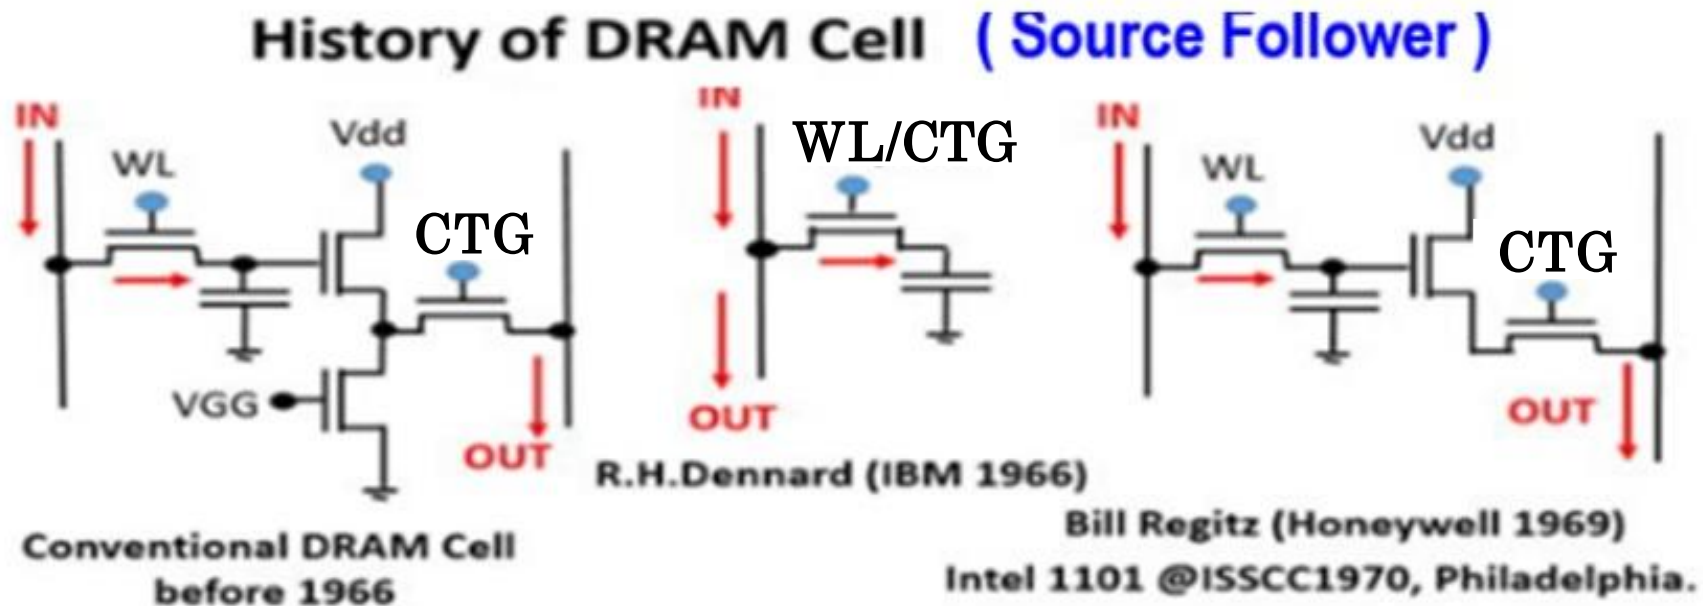 History of DRAM Cell ( Source Follower )
IN
WL
Vdd
CTG
VGG
OUT
Conventional DRAM Cell
before 1966
IN
WL/CTG
OUT
R.H.Dennard (IBM 1966)
IN
WL
Vdd
CTG
OUT
Bill Regitz (Honeywell 1969)
Intel 1101 @ISSCC1970, Philadelphia.